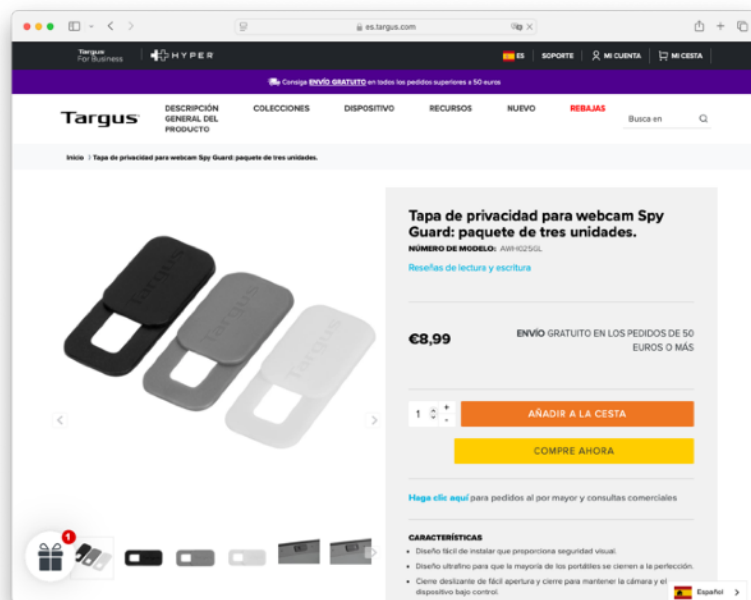 es.targus.com
Targus
For Business
HYPER
ES
SOPORTE
MI CUENTA
MI CESTA
Consiga ENVÍO GRATUITO en todos los pedidos superiores a 50 euros
Targus
DESCRIPCIÓN
GENERAL DEL
PRODUCTO
COLECCIONES
DISPOSITIVO
RECURSOS
NUEVO
REBAJAS
Busca en
Inicio
Tapa de privacidad para webcam Spy Guard: paquete de tres unidades.
Targus
Targus
Targus
Tapa de privacidad para webcam Spy
Guard: paquete de tres unidades.
NÚMERO DE MODELO: AWH025GL
Reseñas de lectura y escritura
€8,99
ENVÍO GRATUITO EN LOS PEDIDOS DE 50
EUROS O MÁS
1
+
-
AÑADIR A LA CESTA
COMPRE AHORA
Haga clic aquí para pedidos al por mayor y consultas comerciales
1
CARACTERÍSTICAS
• Diseño fácil de instalar que proporciona seguridad visual.
• Diseño ultrafino para que la mayoría de los portátiles se cierren a la perfección.
• Cierre deslizante de fácil apertura y cierre para mantener la cámara y el
dispositivo bajo control.
Español